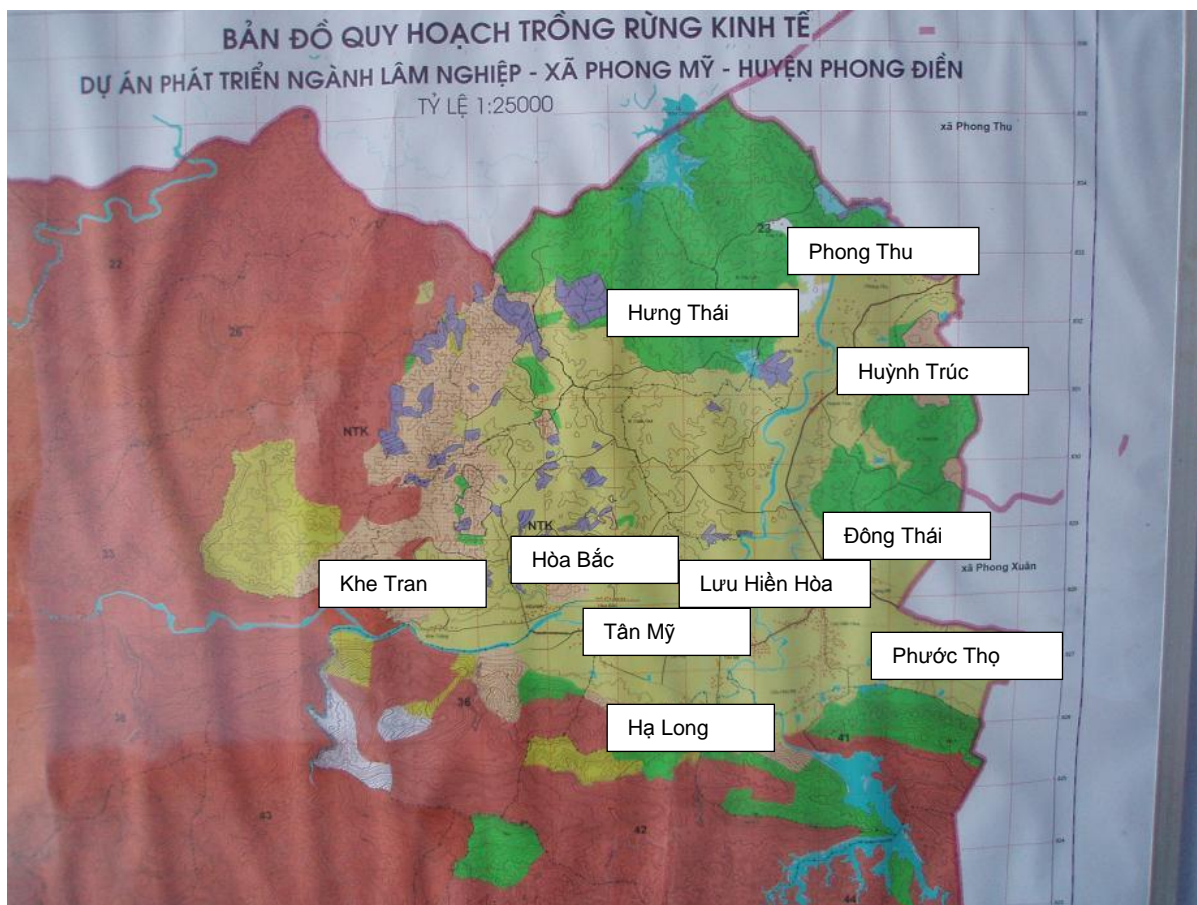 BẢN ĐỒ QUY HOẠCH TRỒNG RỪNG KINH TẾ
DỰ ÁN PHÁT TRIỂN NGÀNH LÂM NGHIỆP - XÃ PHONG MỸ - HUYỆN PHONG ĐIỀN
TỶ LỆ 1:25000
xã Phong Thu
23
Phong Thu
22
Hưng Thái
Huỳnh Trúc
NTK
NTK
Đông Thái
Hòa Bắc
xã Phong Xuân
Khe Tran
Lưu Hiền Hòa
Tân Mỹ
Phước Thọ
36
Hạ Long
41
43
42
44